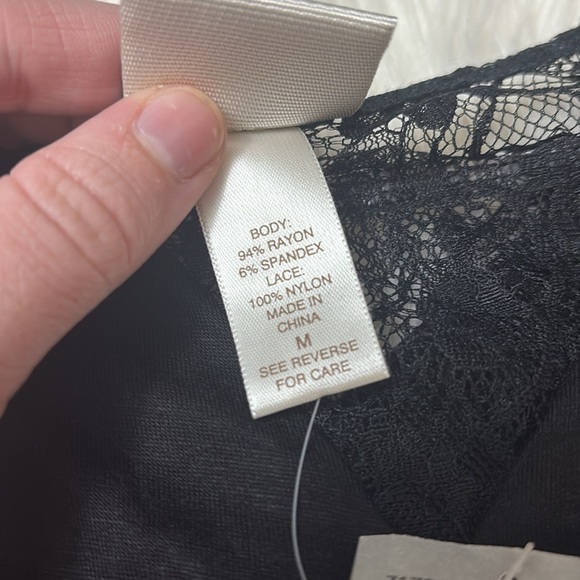 BODY:
94% RAYON
6% SPANDEX
LACE:
100% NYLON
MADE IN
CHINA
M
SEE REVERSE
FOR CARE